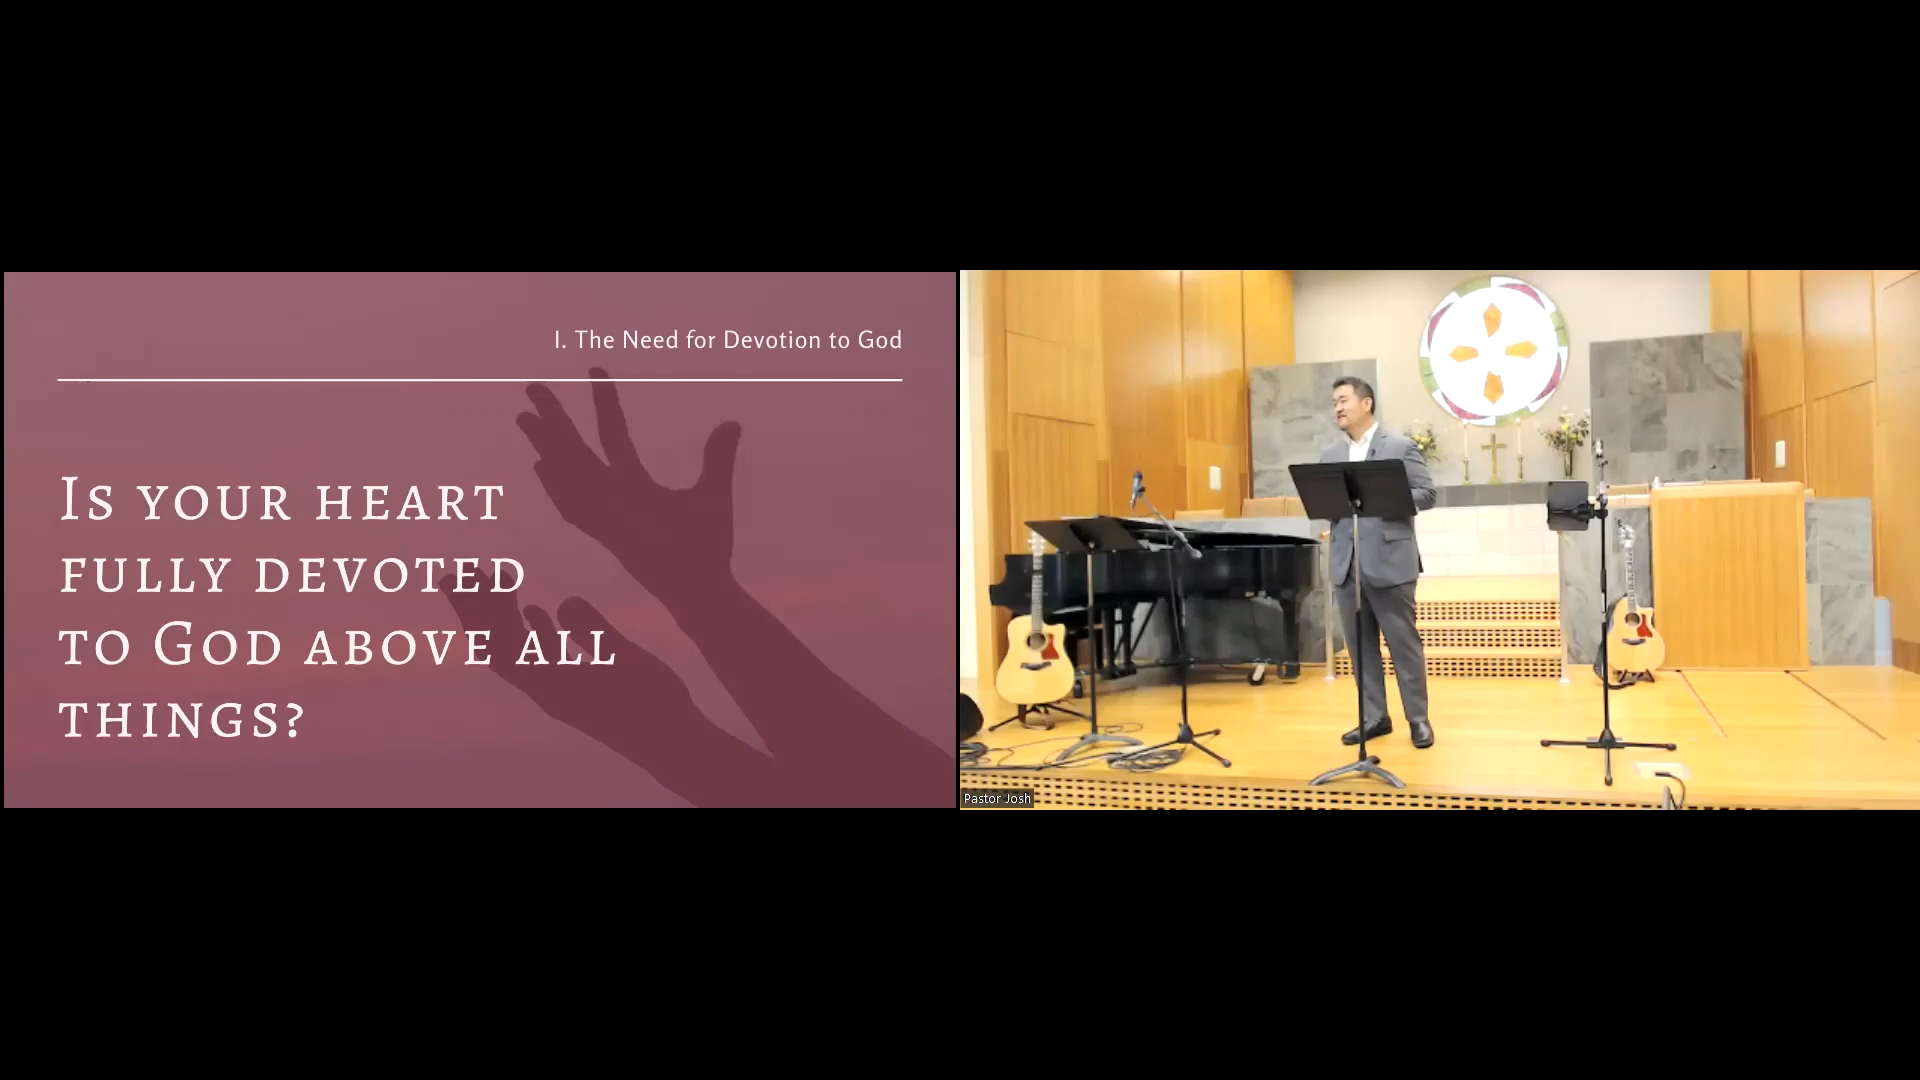 I. The Need for Devotion to God
Is your heart
fully devoted
to God above all
things?
Pastor Josh